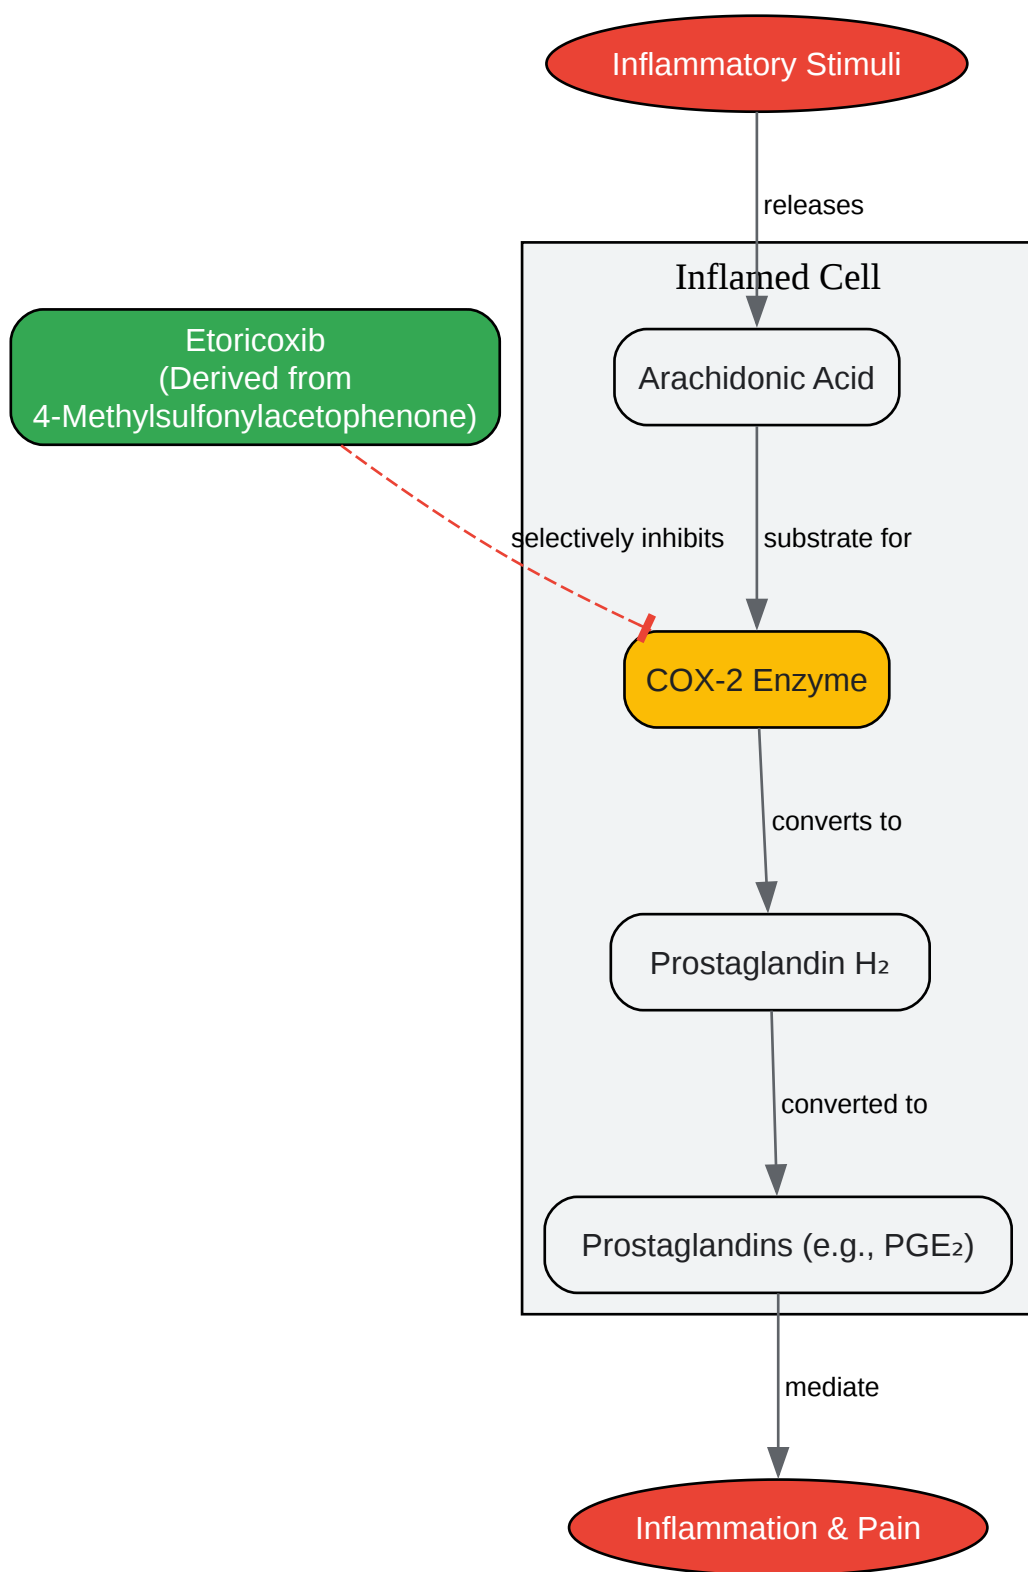 Inflammatory Stimuli
releases
Inflamed Cell
Etoricoxib
(Derived from
4-Methylsulfonylacetophenone)
Arachidonic Acid
selectively inhibits
substrate for
COX-2 Enzyme
converts to
Prostaglandin H₂
converted to
Prostaglandins (e.g., PGE₂)
mediate
Inflammation & Pain